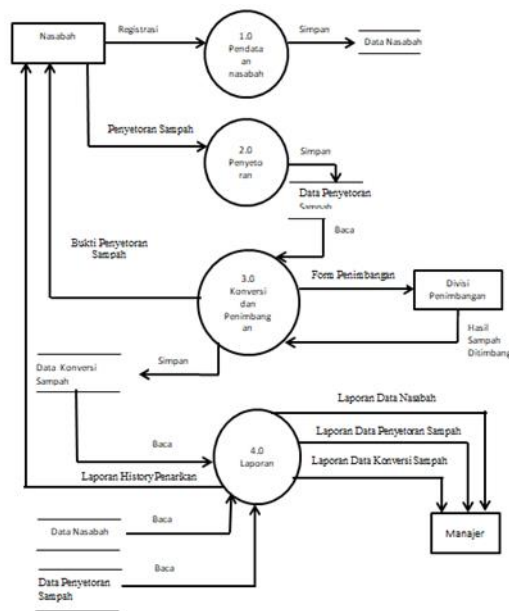 Nasabah
Registrasi
1.0
Pendata
an
nasabah
Simpan
Data Nasabah
Penyetoran Sampah
2.0
Penyeto
ran
Simpan
Data Penyetoran
Sampah
Baca
Bukti Penyetoran
Sampah
3.0
Konversi
dan
Penimbang
an
Form Penimbangan
Divisi
Penimbangan
Hasil
Sampah
Ditimbang
Simpan
Data Konversi
Sampah
Laporan Data Nasabah
Baca
4.0
Laporan
Laporan Data Penyetoran Sampah
Laporan Data Konversi Sampah
Laporan History Penarikan
Manajer
Data Nasabah
Baca
Data Penyetoran
Sampah
Baca